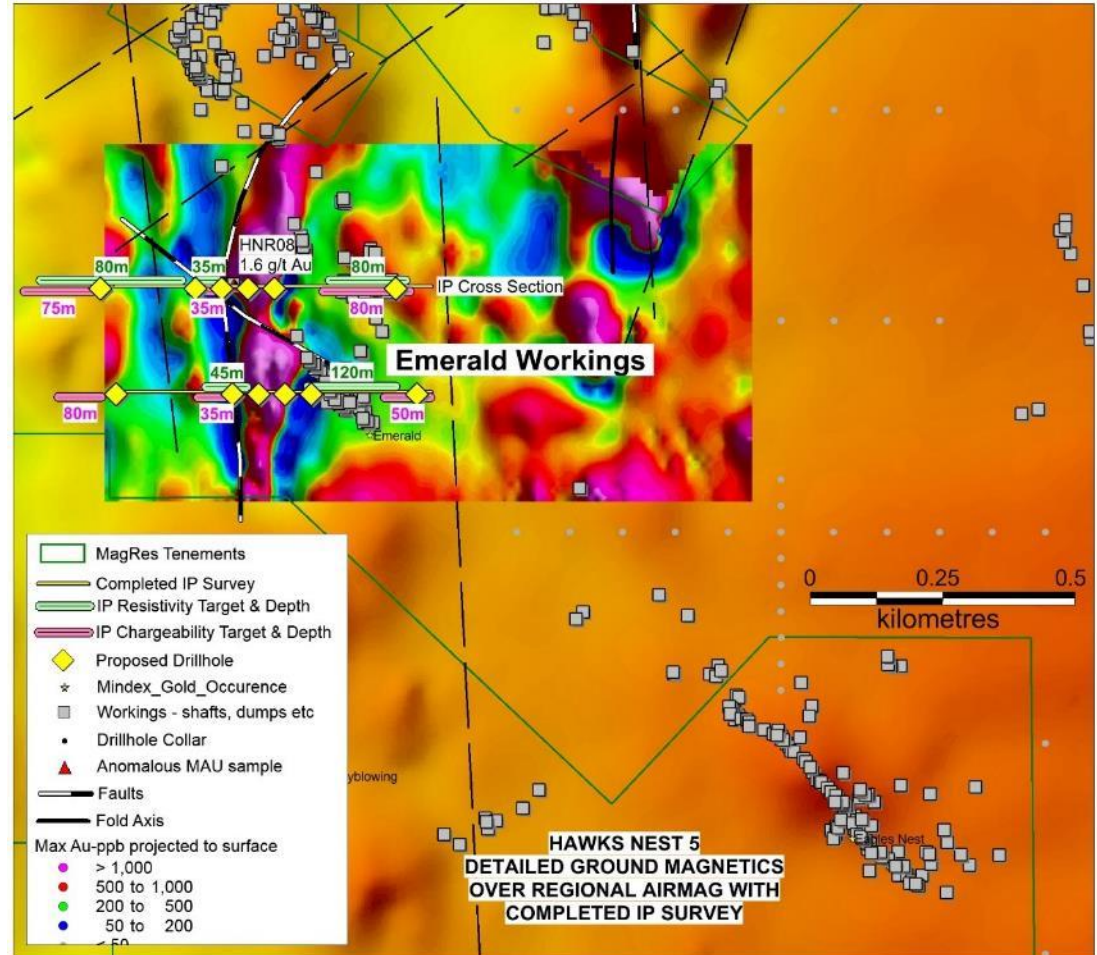 HNR08
1.6 g/t Au
80m
35m
80m
IP Cross Section
75m
35m
80m
Emerald Workings
45m
120m
80m
35m
50m
Emerald
MagRes Tenements
Completed IP Survey
IP Resistivity Target & Depth
IP Chargeability Target & Depth
Proposed Drillhole
Mindex_Gold_Occurence
Workings - shafts, dumps etc
Drillhole Collar
Anomalous MAU sample
Faults
Fold Axis
Max Au-ppb projected to surface
> 1,000
500 to 1,000
200 to 500
50 to 200
< 50
0 0.25 0.5
kilometres
yblowing
Eagles Nest
HAWKS NEST 5
DETAILED GROUND MAGNETICS
OVER REGIONAL AIRMAG WITH
COMPLETED IP SURVEY